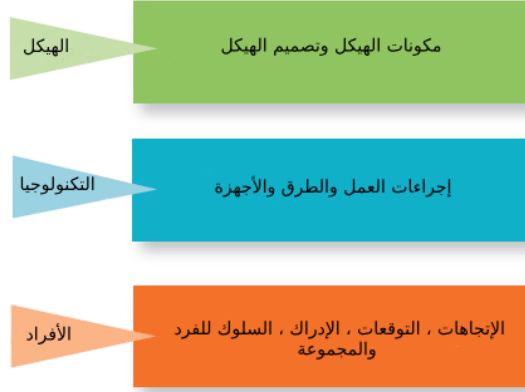 الهيكل
مكونات الهيكل وتصميم الهيكل
التكنولوجيا
إجراءات العمل والطرق والأجهزة
الأفراد
الإتجاهات ، التوقعات ، الإدراك ، السلوك للفرد
والمجموعة